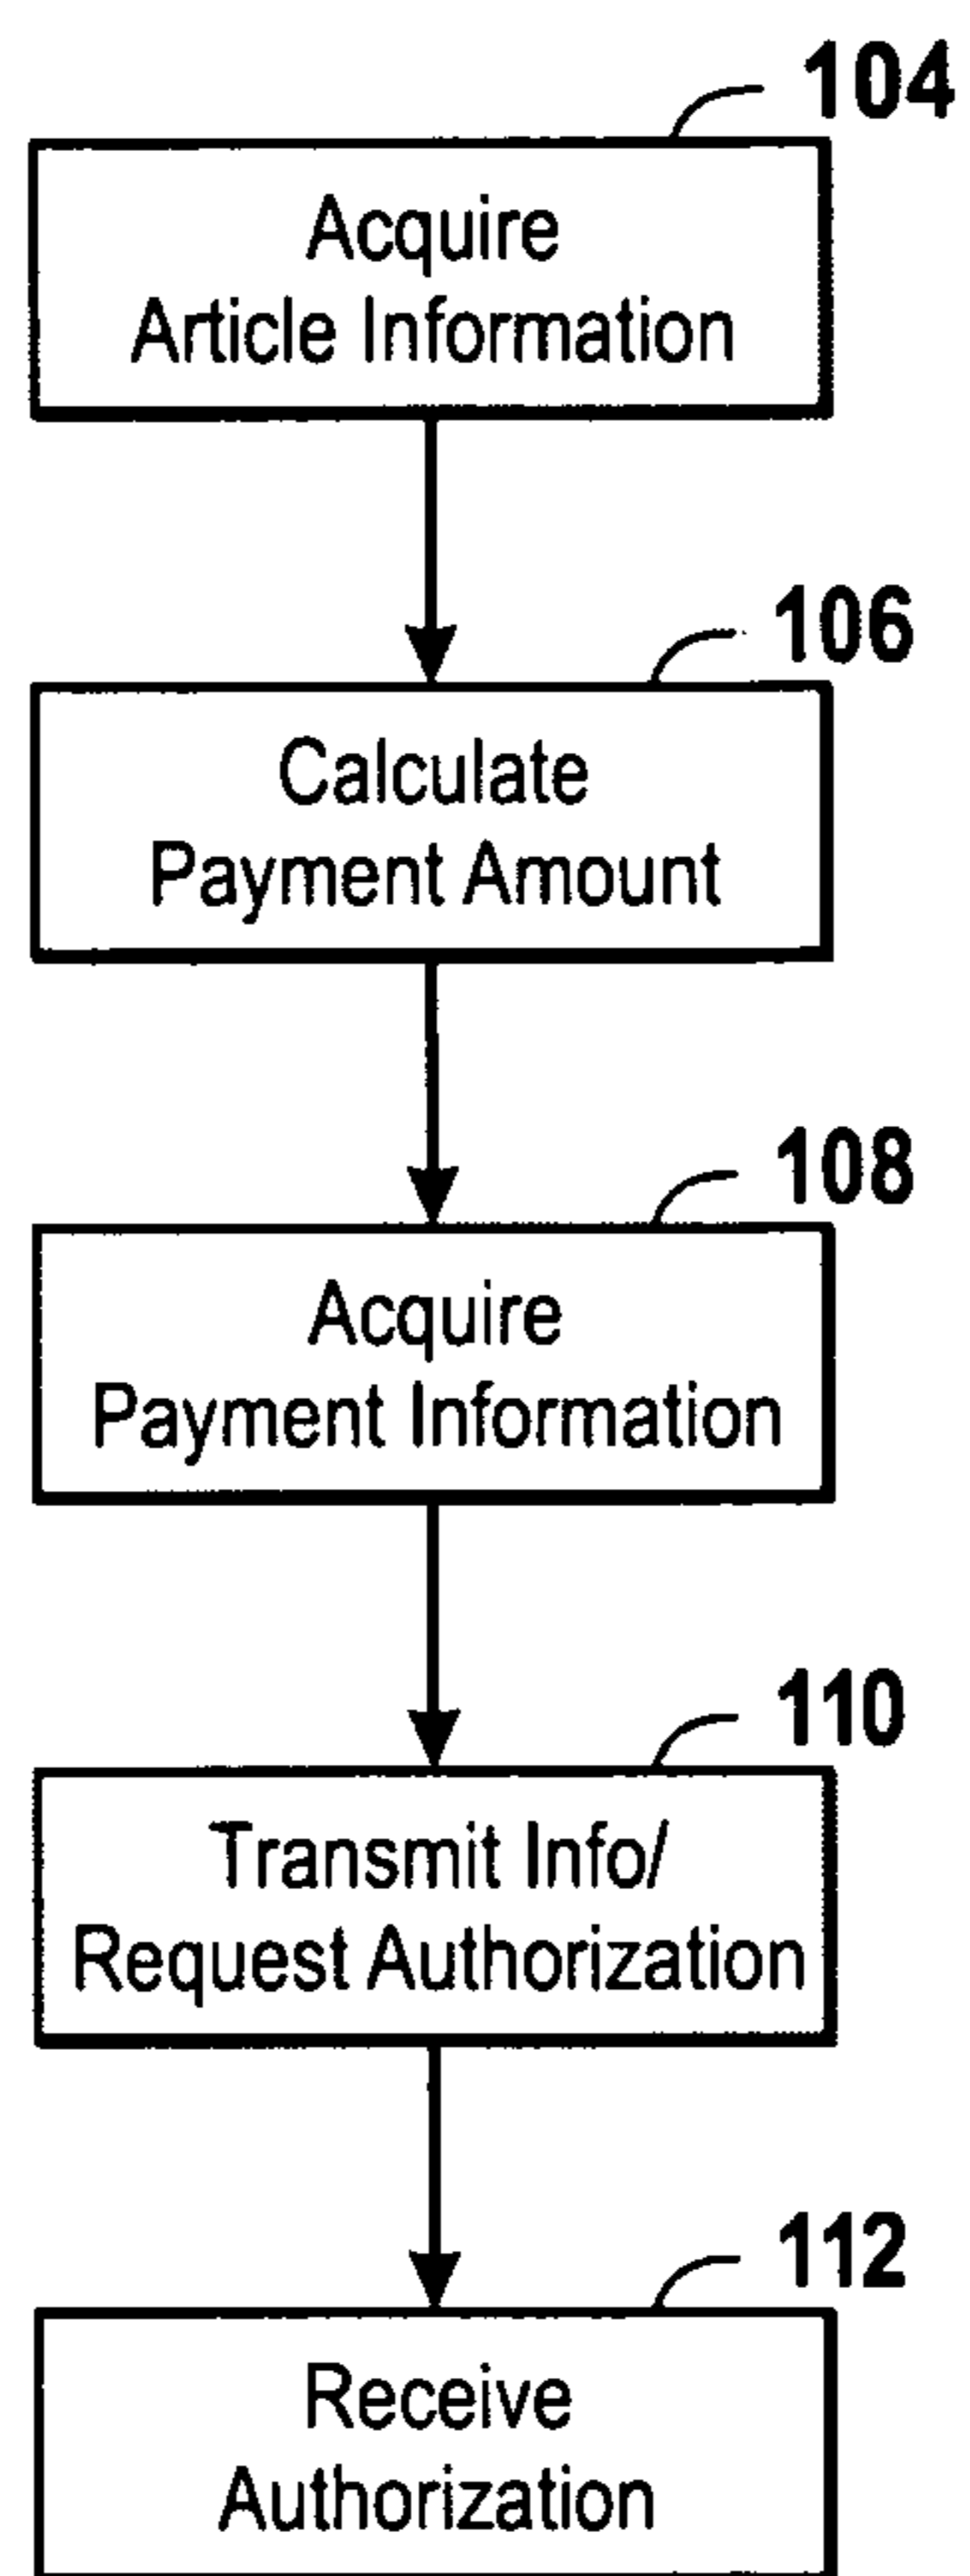 104
Acquire
Article Information
106
Calculate
Payment Amount
108
Acquire
Payment Information
110
Transmit Info/
Request Authorization
112
Receive
Authorization